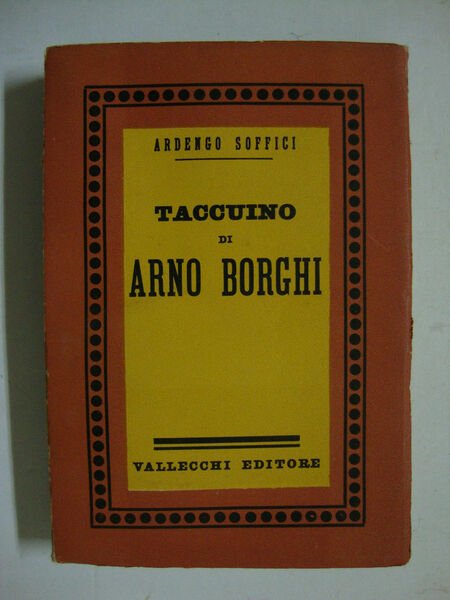 ARDENGO SOFFICI
TACCUINO
DI
ARNO BORGHI
VALLECCHI EDITORE